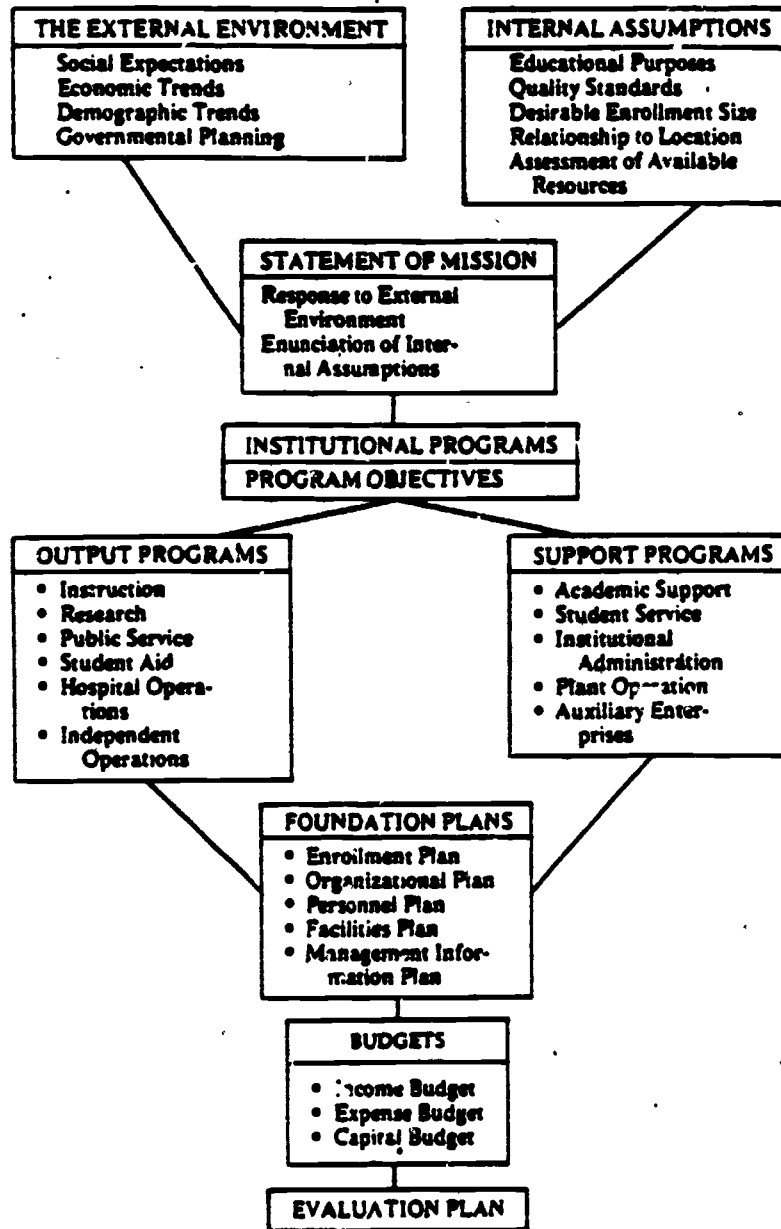 THE EXTERNAL ENVIRONMENT
Social Expectations
Economic Trends
Demographic Trends
Governmental Planning
INTERNAL ASSUMPTIONS
Educational Purposes
Quality Standards
Desirable Enrollment Size
Relationship to Location
Assessment of Available
Resources
STATEMENT OF MISSION
Response to External
Environment
Enunciation of Inter-
nal Assumptions
INSTITUTIONAL PROGRAMS
PROGRAM OBJECTIVES
OUTPUT PROGRAMS
• Instruction
• Research
• Public Service
• Student Aid
• Hospital Opera-
tions
• Independent
Operations
SUPPORT PROGRAMS
• Academic Support
• Student Service
• Institutional
Administration
• Plant Operation
• Auxiliary Enter-
prises
FOUNDATION PLANS
• Enrollment Plan
• Organizational Plan
• Personnel Plan
• Facilities Plan
• Management Infor-
mation Plan
BUDGETS
• Income Budget
• Expense Budget
• Capital Budget
EVALUATION PLAN